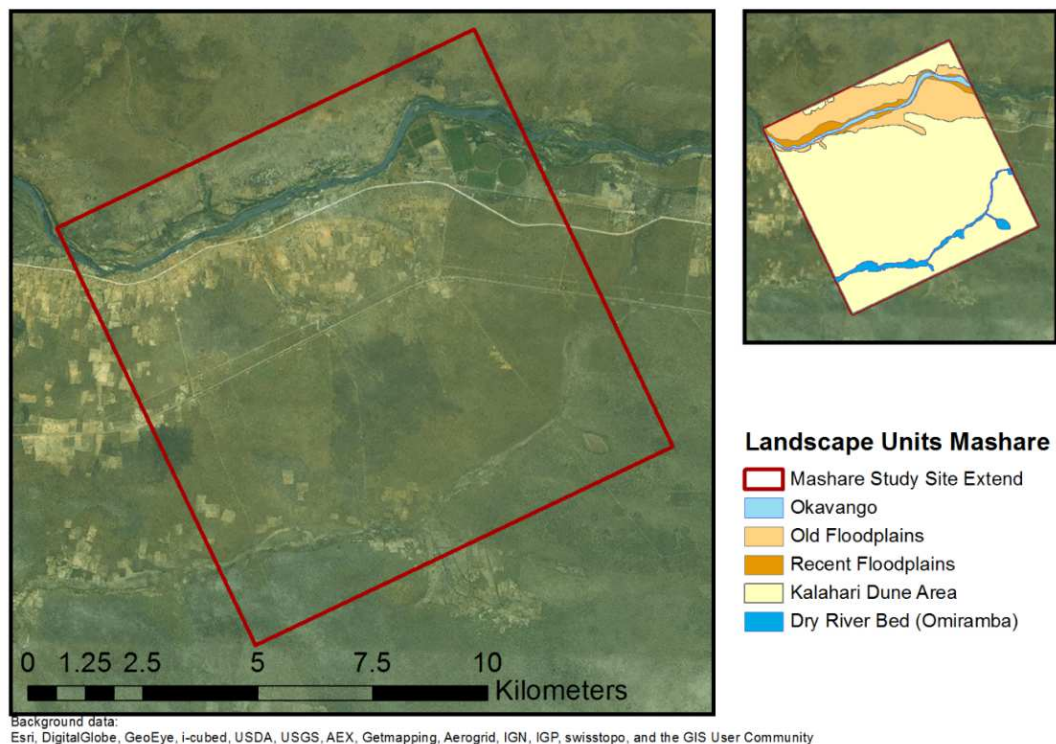 Landscape Units Mashare
Mashare Study Site Extend
Okavango
Old Floodplains
Recent Floodplains
Kalahari Dune Area
Dry River Bed (Omiramba)
0 1.25 2.5 5 7.5 10
Kilometers
Background data:
Esri, DigitalGlobe, GeoEye, i-cubed, USDA, USGS, AEX, Getmapping, Aerogrid, IGN, IGP, swisstopo, and the GIS User Community